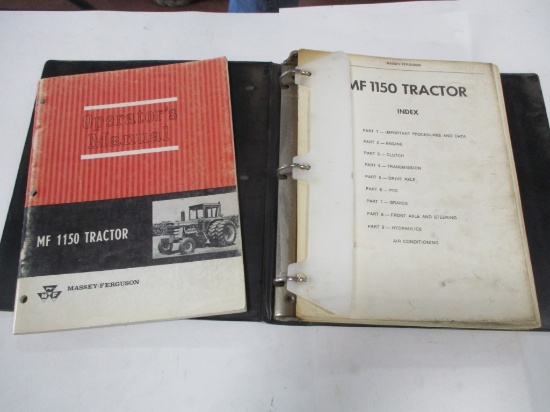 Operator's
Manual
MF 1150 TRACTOR
MF
MASSEY-FERGUSON
MASSEY-FERGUSON
MF 1150 TRACTOR
INDEX
PART 1 — IMPORTANT PROCEDURES AND DATA
PART 2 — ENGINE
PART 3 — CLUTCH
PART 4 — TRANSMISSION
PART 5 — DRIVE AXLE
PART 6 — PTO
PART 7 — BRAKES
PART 8 — FRONT AXLE AND STEERING
PART 9 — HYDRAULICS
AIR CONDITIONING